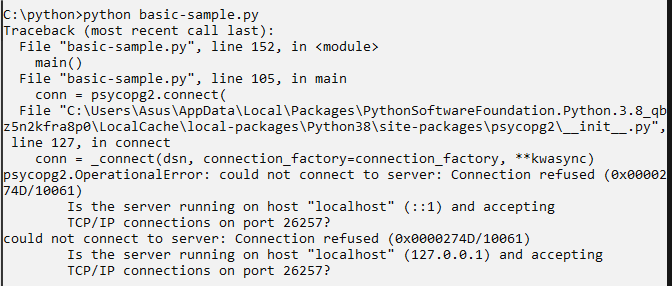 C:\python>python basic-sample.py
Traceback (most recent call last):
  File "basic-sample.py", line 152, in <module>
    main()
  File "basic-sample.py", line 105, in main
    conn = psycopg2.connect(
  File "C:\Users\Asus\AppData\Local\Packages\PythonSoftwareFoundation.Python.3.8_qb
z5n2kfra8p0\LocalCache\local-packages\Python38\site-packages\psycopg2\__init__.py",
 line 127, in connect
    conn = _connect(dsn, connection_factory=connection_factory, **kwasync)
psycopg2.OperationalError: could not connect to server: Connection refused (0x00002
74D/10061)
        Is the server running on host "localhost" (::1) and accepting
        TCP/IP connections on port 26257?
could not connect to server: Connection refused (0x0000274D/10061)
        Is the server running on host "localhost" (127.0.0.1) and accepting
        TCP/IP connections on port 26257?